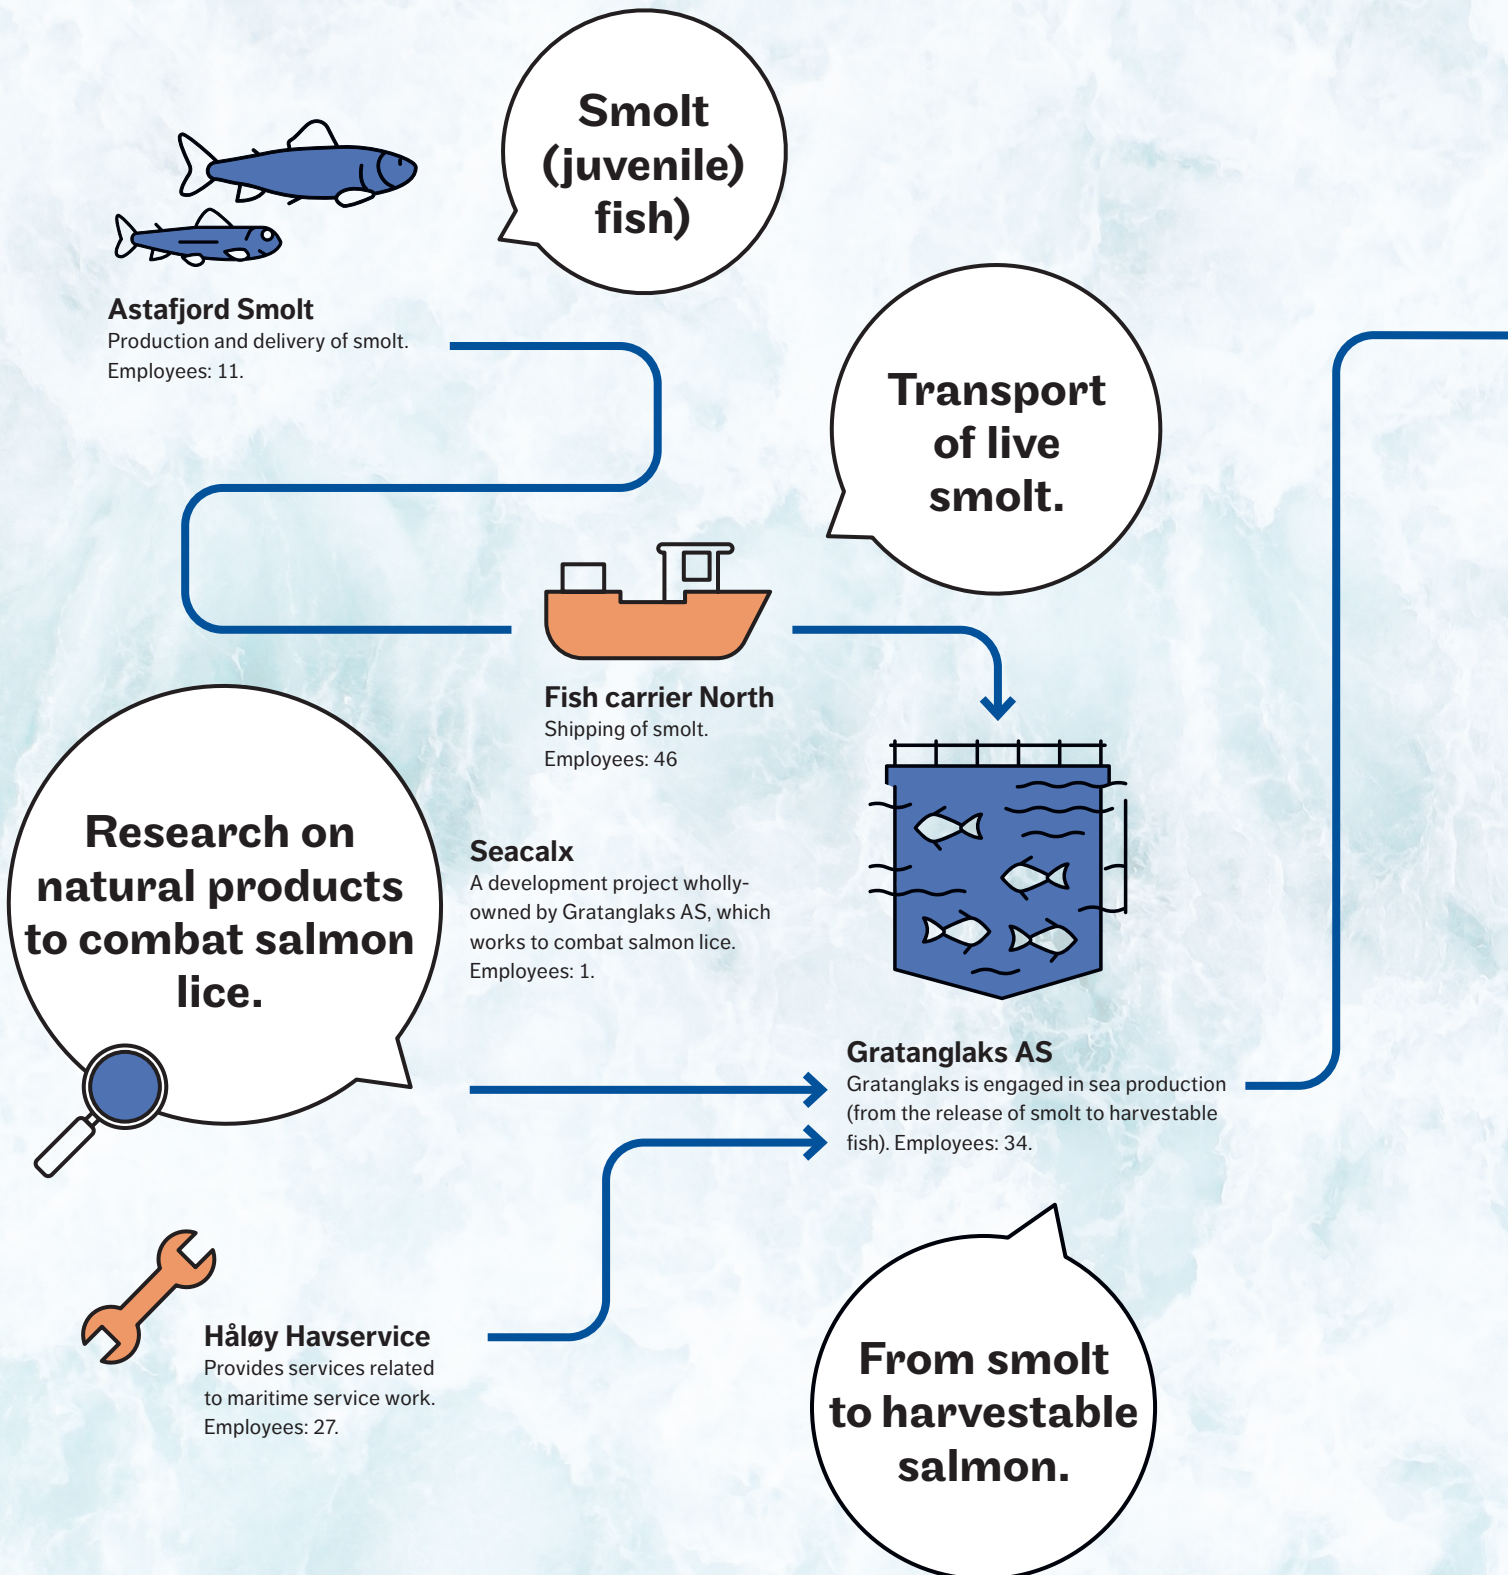 Smolt
(juvenile)
fish)
Astafjord Smolt
Production and delivery of smolt.
Employees: 11.
Transport
of live
smolt.
Fish carrier North
Shipping of smolt.
Employees: 46
Research on
natural products
to combat salmon
lice.
Seacalx
A development project wholly-
owned by Gratanglaks AS, which
works to combat salmon lice.
Employees: 1.
Gratanglaks AS
Gratanglaks is engaged in sea production
(from the release of smolt to harvestable
fish). Employees: 34.
Håløy Havservice
Provides services related
to maritime service work.
Employees: 27.
From smolt
to harvestable
salmon.